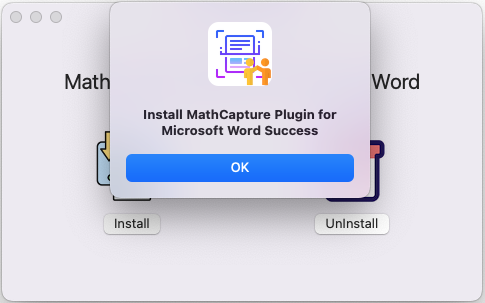 Math Word
Install MathCapture Plugin for
Microsoft Word Success
OK
Install
UnInstall